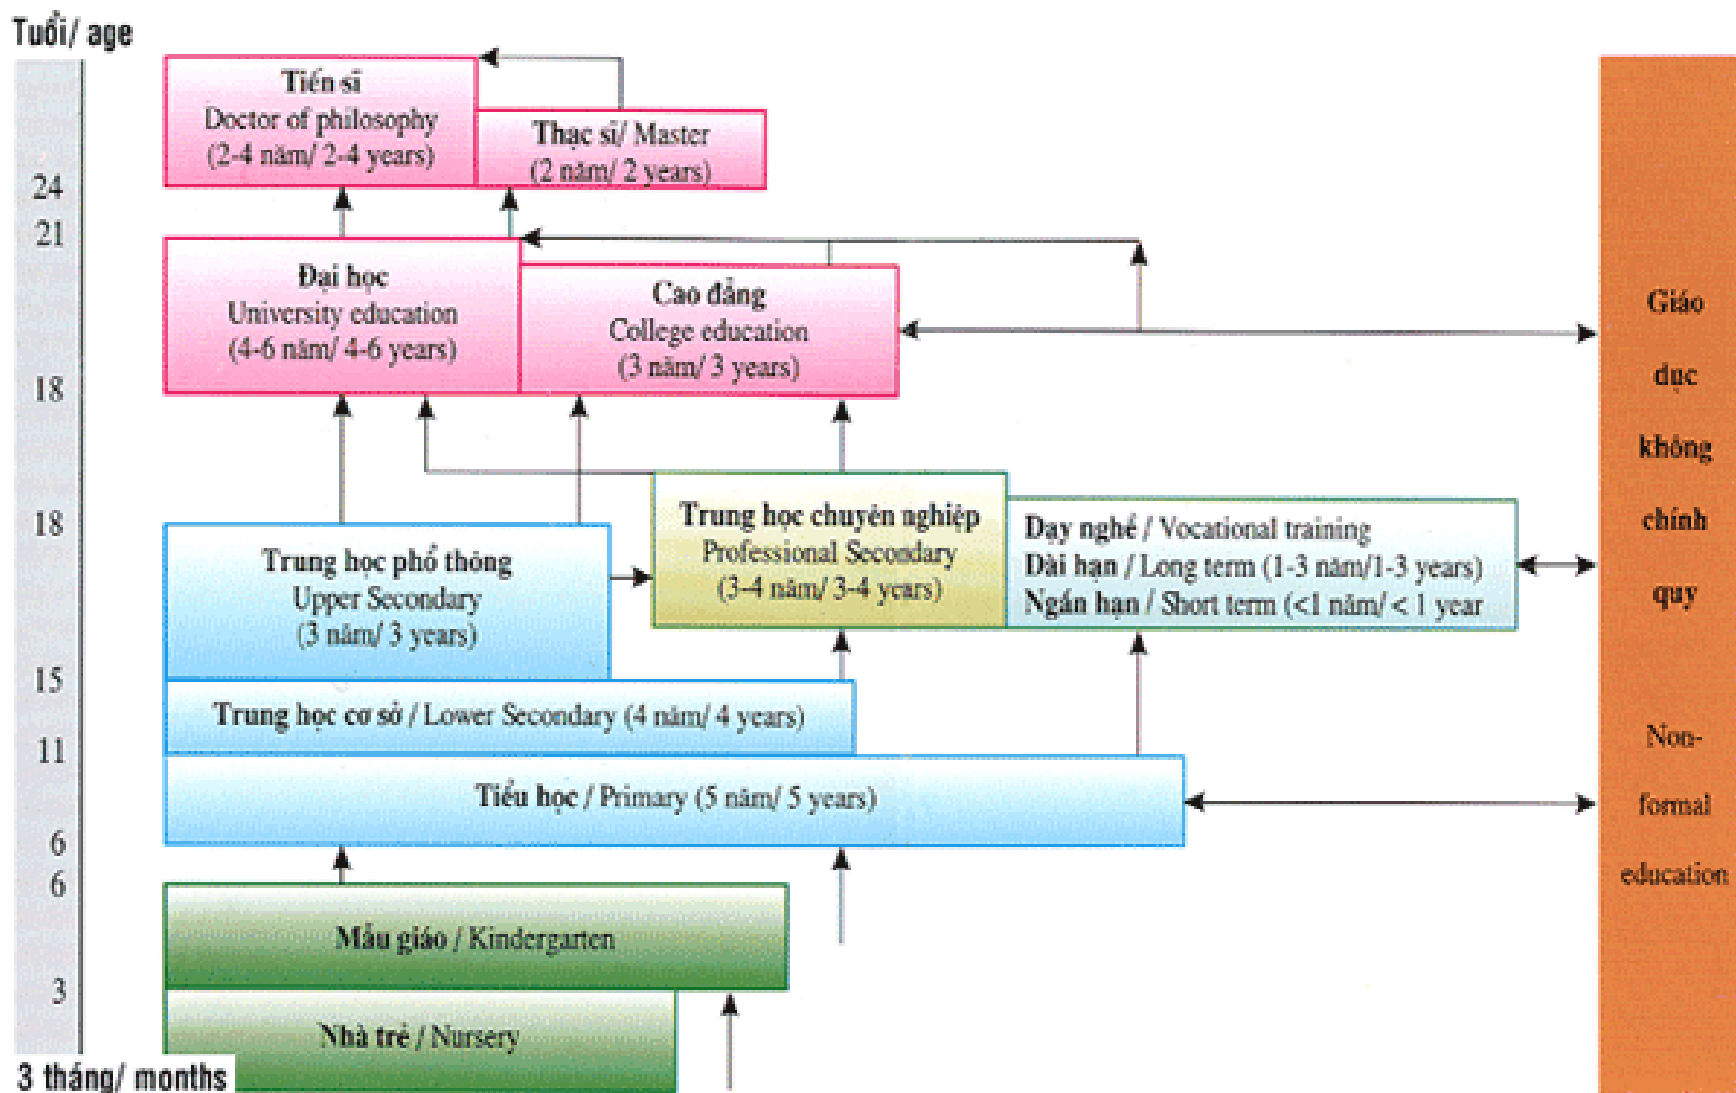 Tuổi/ age
Tiến sĩ
Doctor of philosophy
(2-4 năm/ 2-4 years)
Thạc sĩ/ Master
(2 năm/ 2 years)
24
21
Đại học
University education
(4-6 năm/ 4-6 years)
Cao đẳng
College education
(3 năm/ 3 years)
18
18
Trung học phổ thông
Upper Secondary
(3 năm/ 3 years)
Trung học chuyên nghiệp
Professional Secondary
(3-4 năm/ 3-4 years)
Dạy nghề / Vocational training
Dài hạn / Long term (1-3 năm/1-3 years)
Ngắn hạn / Short term (<1 năm/ < 1 year
15
Trung học cơ sở / Lower Secondary (4 năm/ 4 years)
11
Tiểu học / Primary (5 năm/ 5 years)
6
6
Mẫu giáo / Kindergarten
3
Nhà trẻ / Nursery
3 tháng/ months
Giáo
dục
không
chính
quy
Non-
formal
education